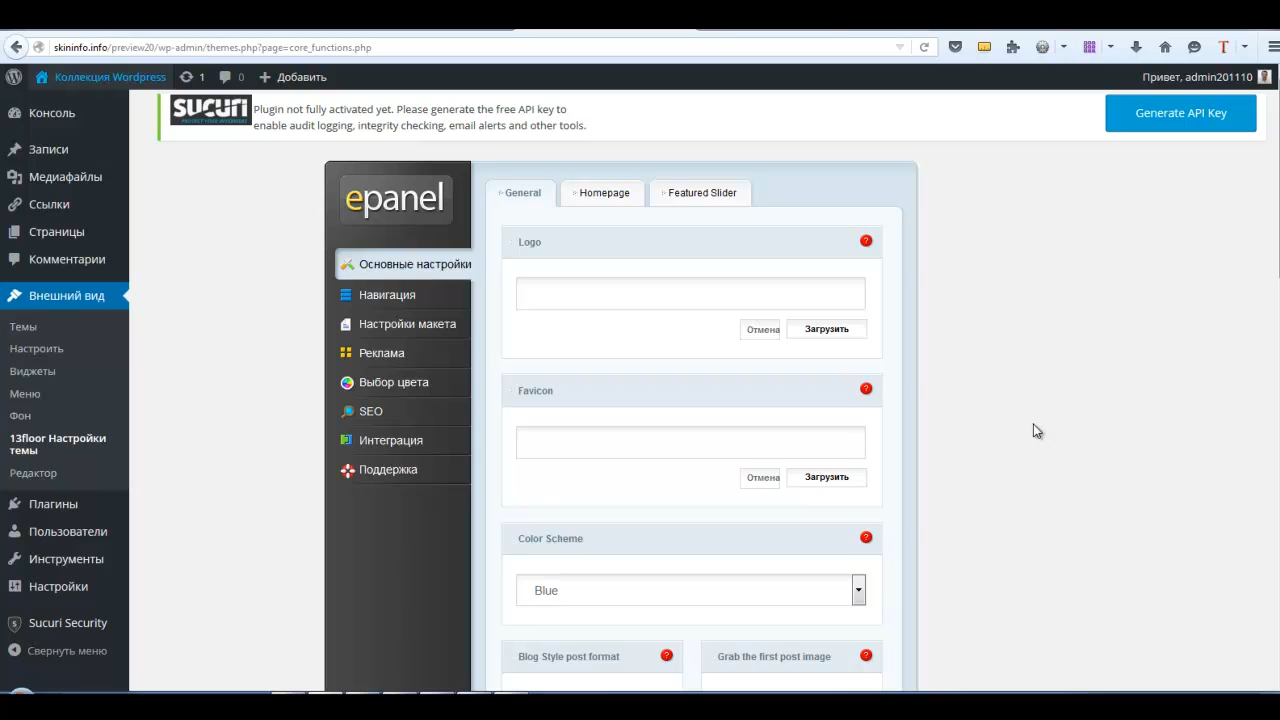 skininfo.info/preview20/wp-admin/themes.php?page=core_functions.php
Коллекция Wordpress 1 0 Добавить
Привет, admin201110
Консоль
Записи
Медиафайлы
Ссылки
Страницы
Комментарии
Внешний вид
Темы
Настроить
Виджеты
Меню
Фон
13floor Настройки
темы
Редактор
Плагины
Пользователи
Инструменты
Настройки
Sucuri Security
Свернуть меню
SUCURI
Plugin not fully activated yet. Please generate the free API key to
enable audit logging, integrity checking, email alerts and other tools.
Generate API Key
epanel
Основные настройки
Навигация
Настройки макета
Реклама
Выбор цвета
SEO
Интеграция
Поддержка
General Homepage Featured Slider
Logo ?
Отмена Загрузить
Favicon ?
Отмена Загрузить
Color Scheme ?
Blue
Blog Style post format ? Grab the first post image ?